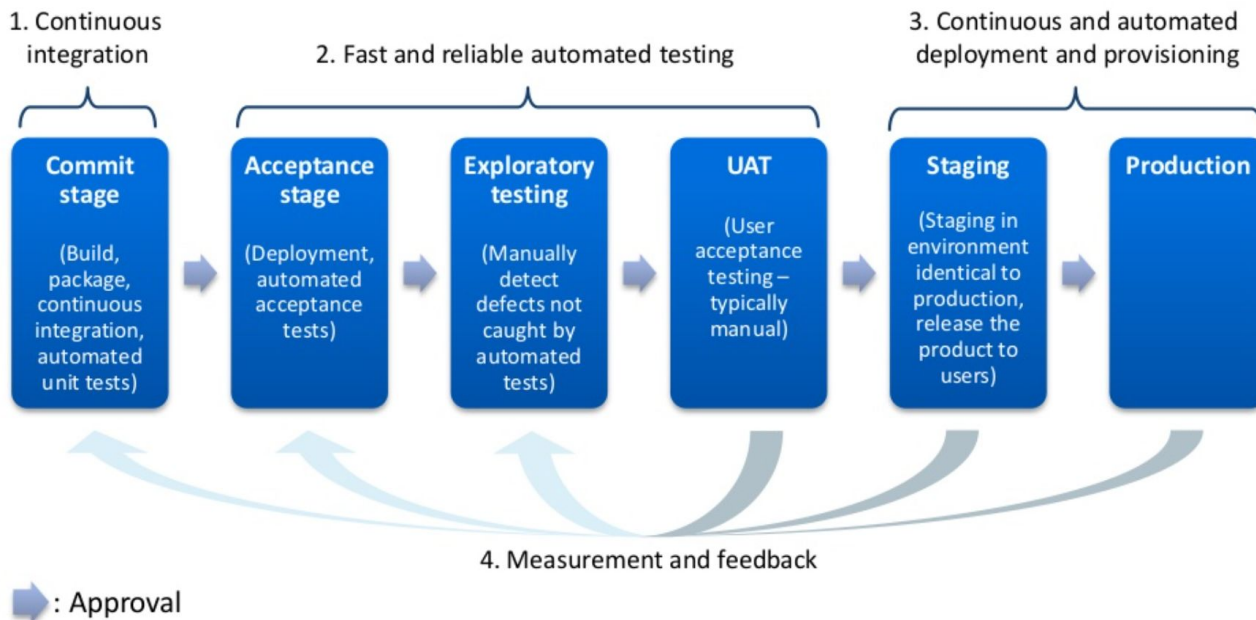 1. Continuous
integration
2. Fast and reliable automated testing
3. Continuous and automated
deployment and provisioning
Commit
stage
(Build,
package,
continuous
integration,
automated
unit tests)
Acceptance
stage
(Deployment,
automated
acceptance
tests)
Exploratory
testing
(Manually
detect
defects not
caught by
automated
tests)
UAT
(User
acceptance
testing –
typically
manual)
Staging
(Staging in
environment
identical to
production,
release the
product to
users)
Production
4. Measurement and feedback
: Approval